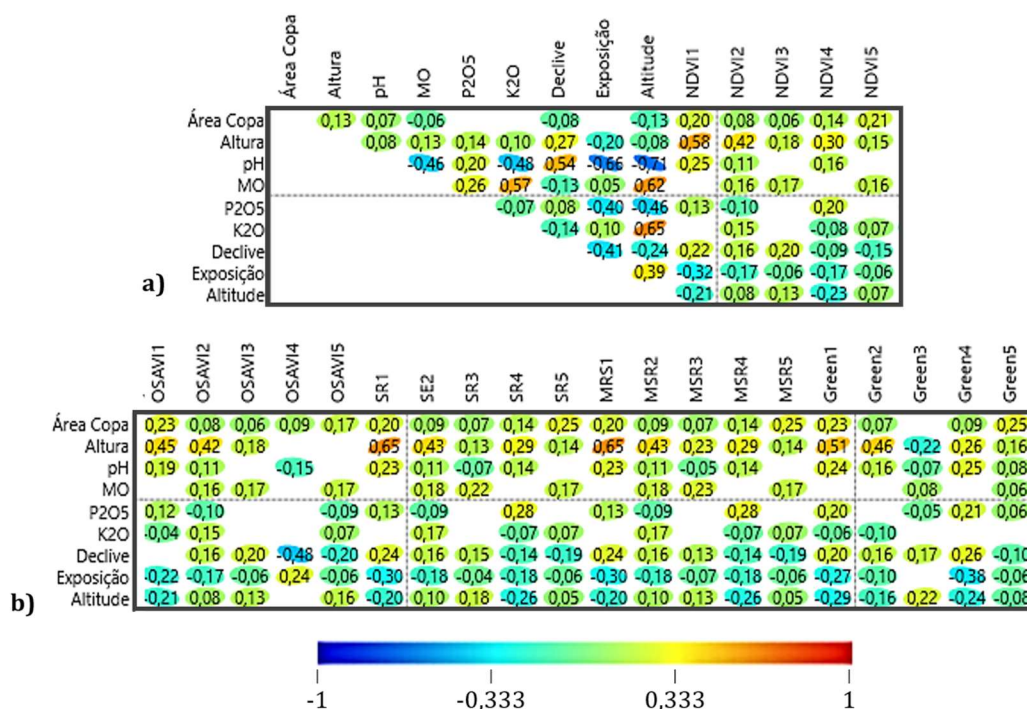 Área Copa Altura pH MO P2O5 K2O Declive Exposição Altitude NDVI1 NDVI2 NDVI3 NDVI4 NDVI5
Área Copa 0,13 0,07 -0,06 -0,08 -0,13 0,20 0,08 0,06 0,14 0,21
Altura 0,08 0,13 0,14 0,10 0,27 -0,20 -0,08 0,58 0,42 0,18 0,30 0,15
pH -0,46 0,20 -0,48 0,54 -0,66 -0,71 0,25 0,11 0,16
MO 0,26 0,57 -0,13 0,05 0,62 0,16 0,17 0,16
P2O5 -0,07 0,08 -0,40 -0,46 0,13 -0,10 0,20
K2O -0,14 0,10 0,65 0,15 -0,08 0,07
Declive -0,41 -0,24 0,22 0,16 0,20 -0,09 -0,15
Exposição 0,39 -0,32 -0,17 -0,06 -0,17 -0,06
a)
Altitude -0,21 0,08 0,13 -0,23 0,07
OSAVI1 OSAVI2 OSAVI3 OSAVI4 OSAVI5 SR1 SE2 SR3 SR4 SR5 MRS1 MSR2 MSR3 MSR4 MSR5 Green1 Green2 Green3 Green4 Green5
Área Copa 0,23 0,08 0,06 0,09 0,17 0,20 0,09 0,07 0,14 0,25 0,20 0,09 0,08 0,14 0,25 0,23 0,07 0,09 0,25
Altura 0,45 0,42 0,18 0,65 0,43 0,13 0,29 0,14 0,65 0,43 0,23 0,29 0,14 0,51 0,46 -0,22 0,26 0,16
pH 0,19 0,11 -0,15 0,23 0,11 -0,07 0,14 0,23 0,11 -0,05 0,14 0,24 0,16 -0,07 0,25 0,08
MO 0,16 0,17 0,17 0,18 0,22 0,17 0,18 0,23 0,17 0,08 0,06
P2O5 0,12 -0,10 -0,09 0,13 -0,09 0,28 0,13 -0,09 0,28 0,20 -0,05 0,21 0,06
K2O -0,04 0,15 0,07 0,17 -0,07 0,07 0,17 -0,07 0,07 -0,06 -0,10
Declive 0,16 0,20 -0,48 -0,20 0,24 0,16 0,15 -0,14 -0,19 0,24 0,16 0,13 -0,14 -0,19 0,20 0,16 0,17 0,26 -0,10
Exposição -0,22 -0,17 -0,06 0,24 -0,06 -0,30 -0,18 -0,04 -0,18 -0,06 -0,30 -0,18 -0,07 -0,18 -0,06 -0,27 -0,10 -0,38 -0,06
b)
Altitude -0,21 0,08 0,13 0,16 -0,20 0,10 0,18 -0,26 0,05 -0,20 0,10 0,13 -0,26 0,05 -0,29 -0,16 0,22 -0,24 -0,08
-1 -0,333 0,333 1